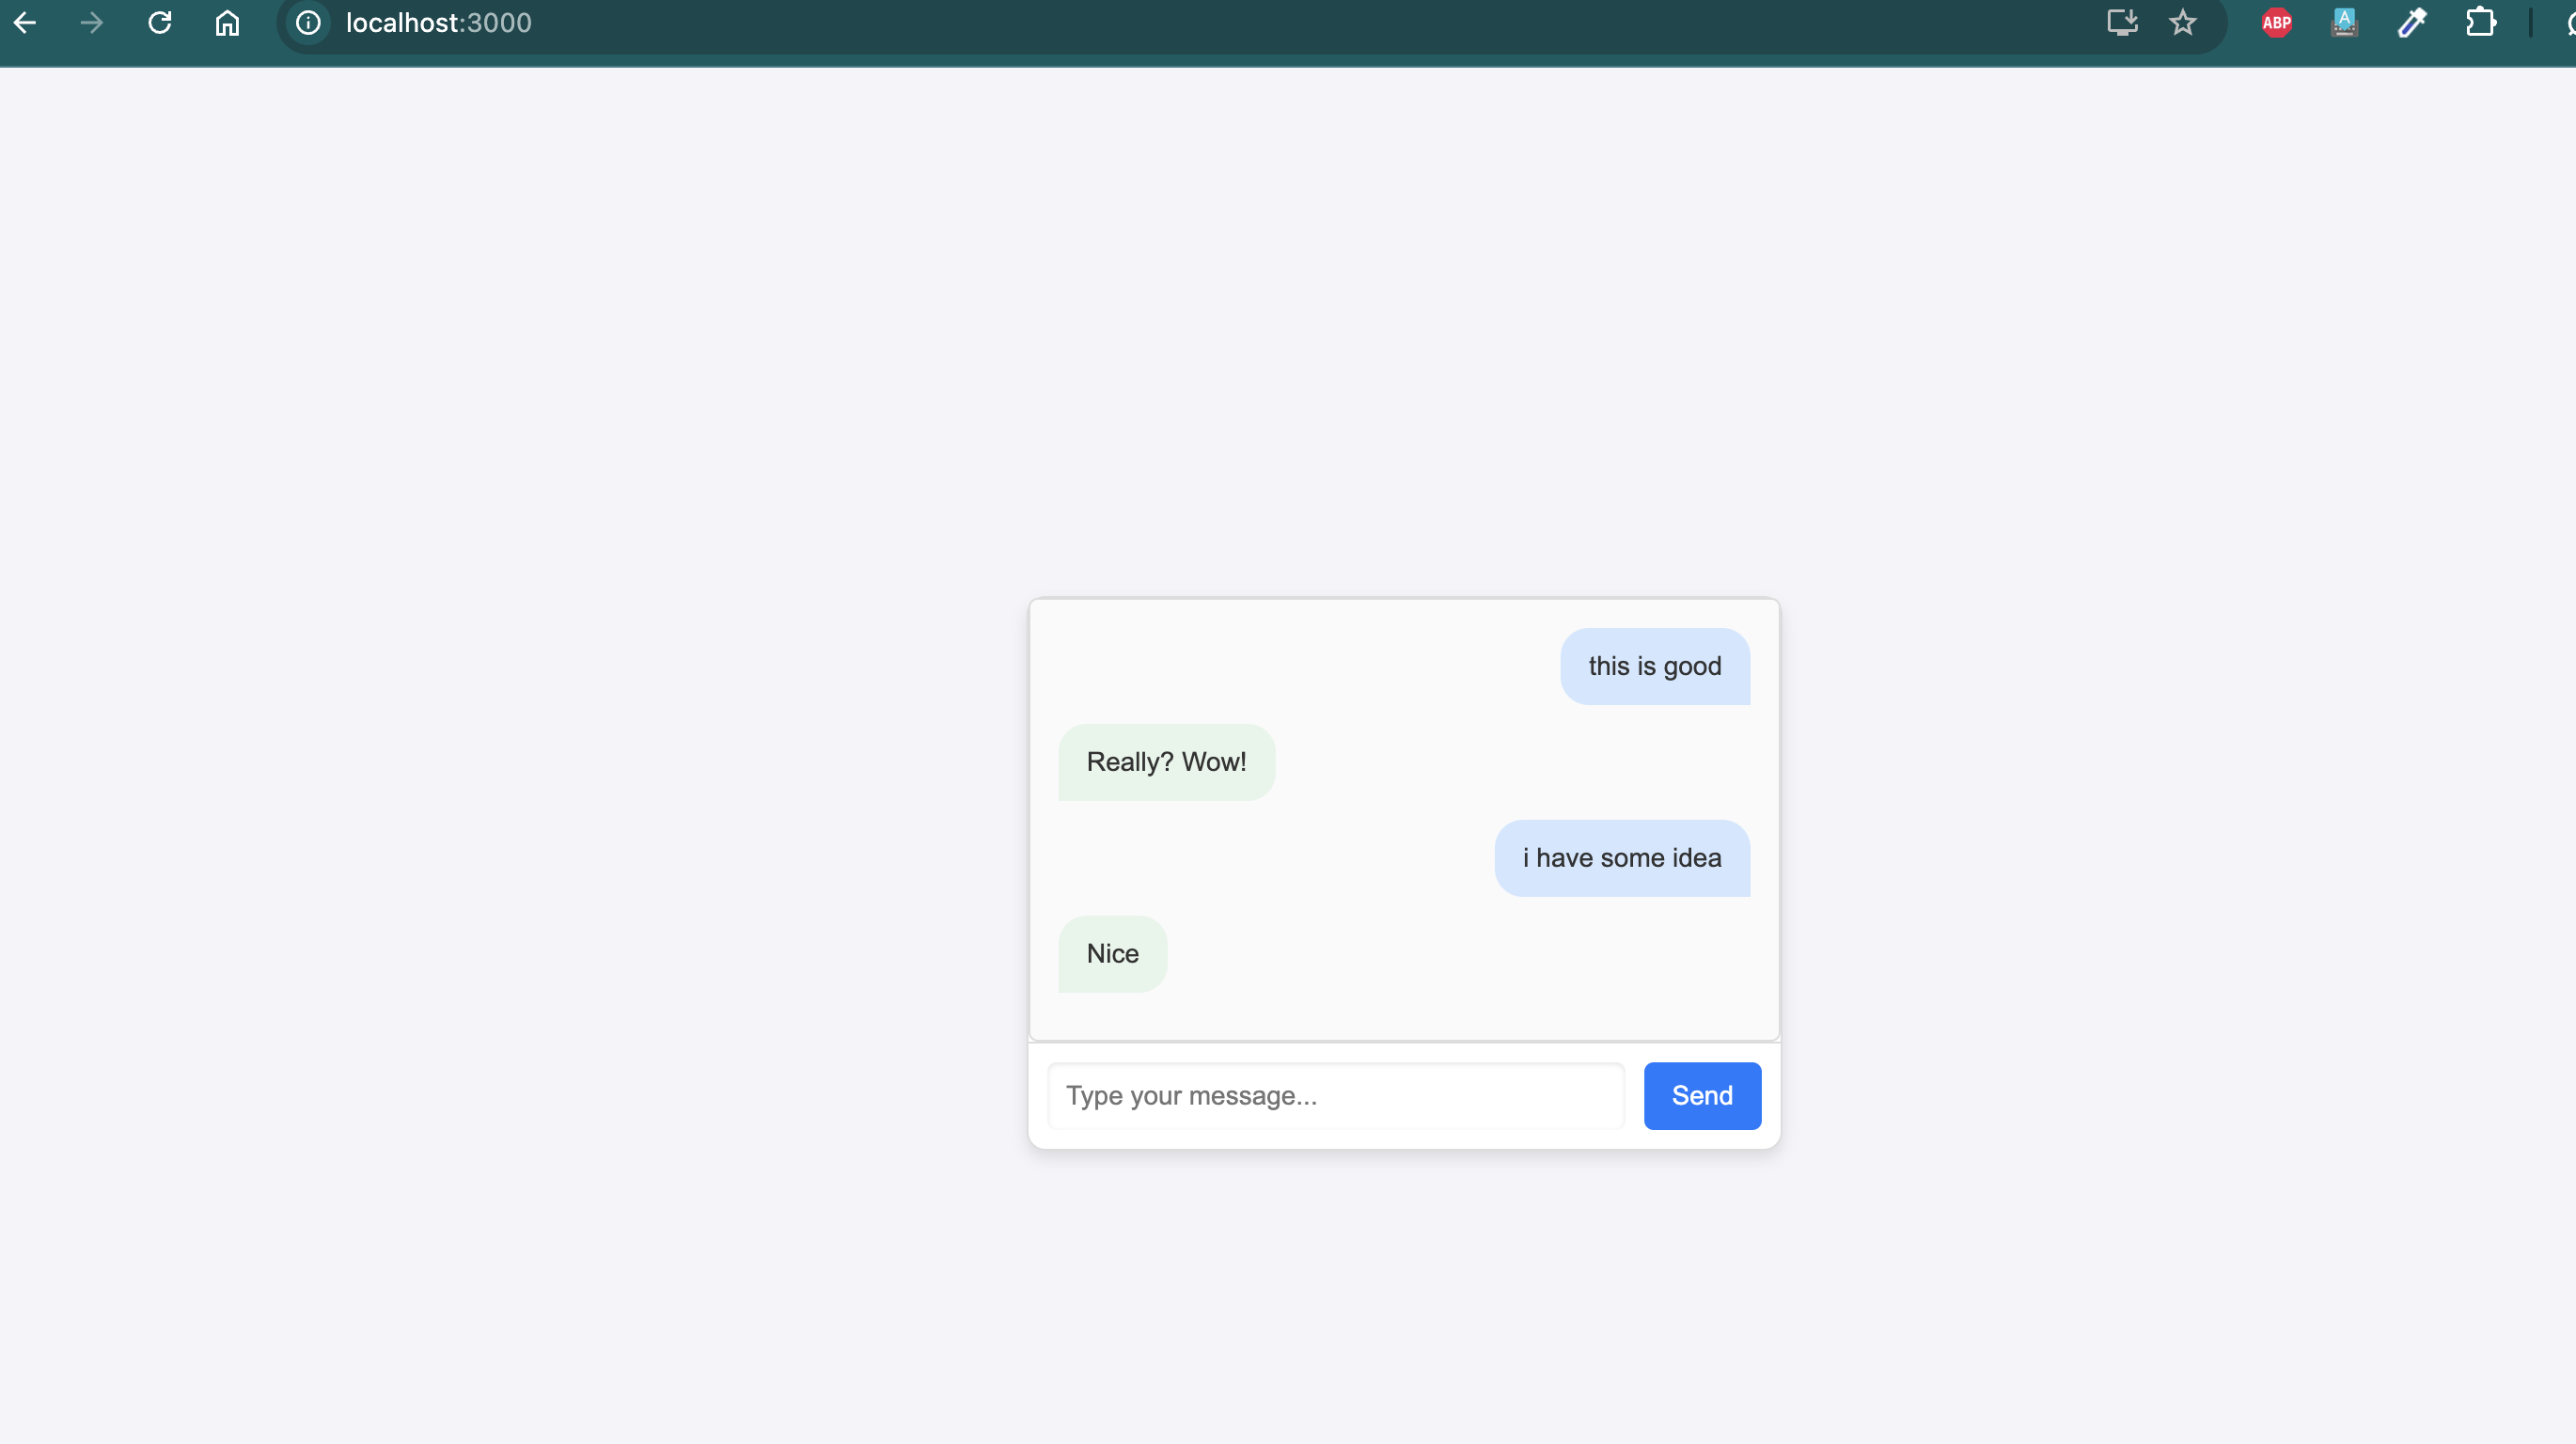 localhost:3000
ABP
A
this is good
Really? Wow!
i have some idea
Nice
Type your message...
Send